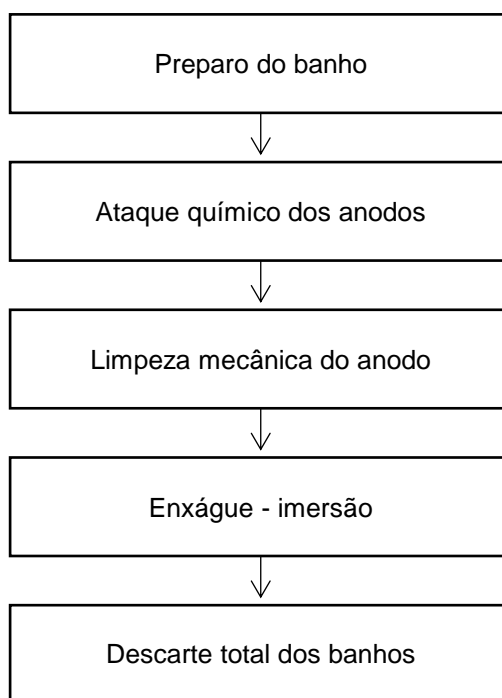 Preparo do banho
Ataque químico dos anodos
Limpeza mecânica do anodo
Enxágue - imersão
Descarte total dos banhos